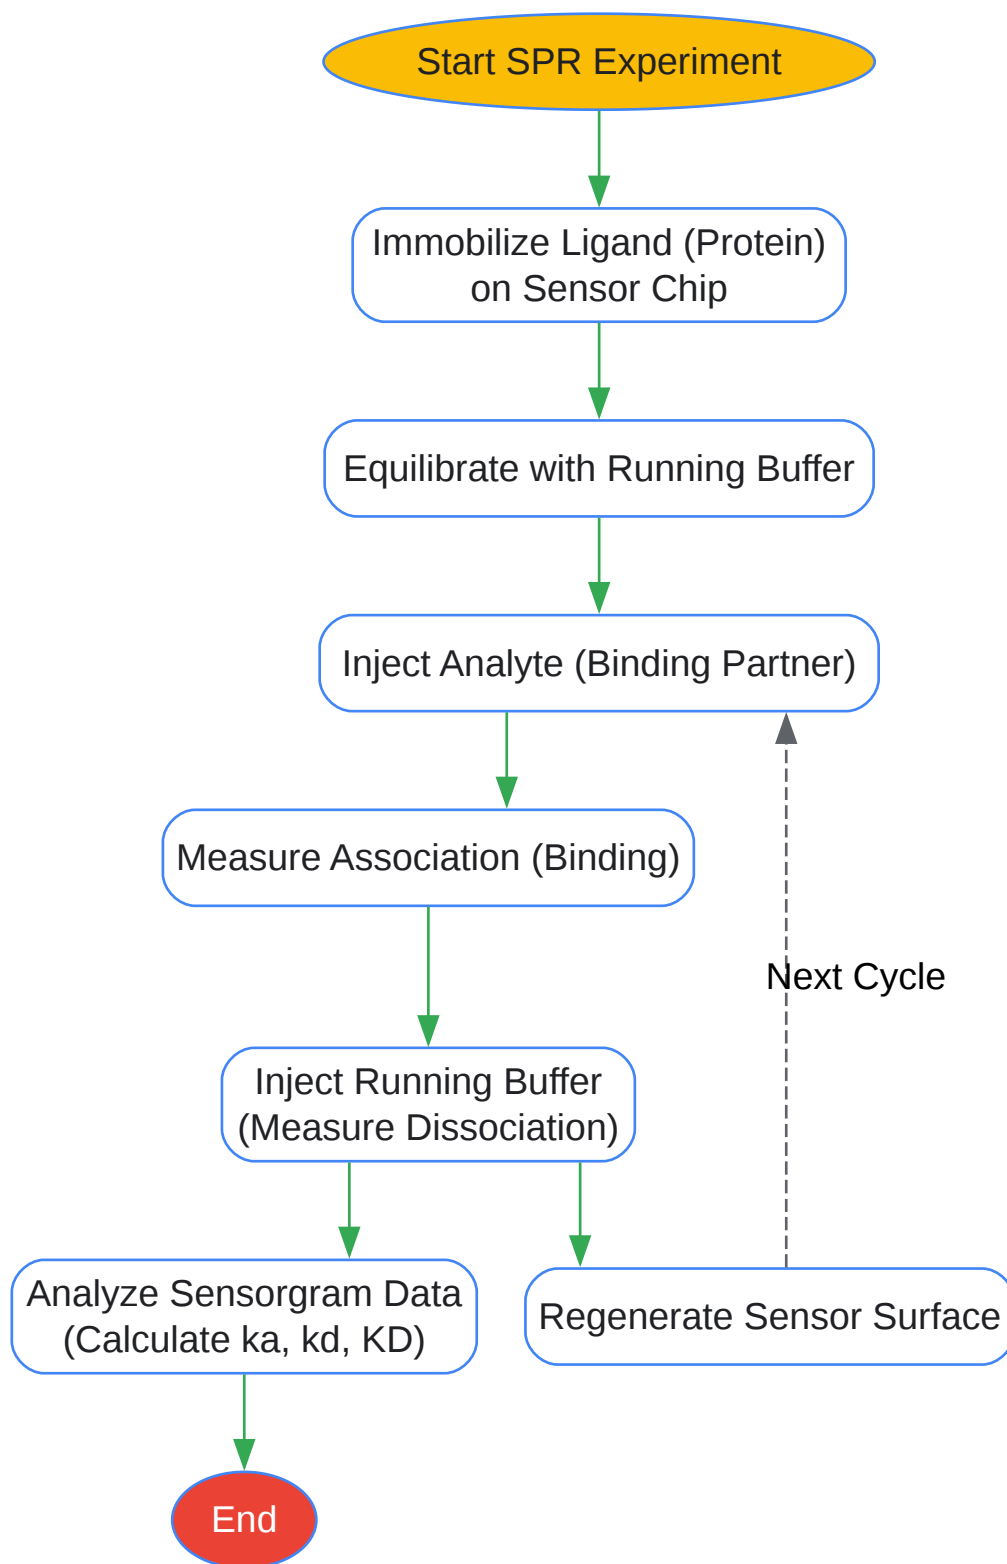 Start SPR Experiment
Immobilize Ligand (Protein)
on Sensor Chip
Equilibrate with Running Buffer
Inject Analyte (Binding Partner)
Measure Association (Binding)
Next Cycle
Inject Running Buffer
(Measure Dissociation)
Analyze Sensorgram Data
(Calculate ka, kd, KD)
Regenerate Sensor Surface
End